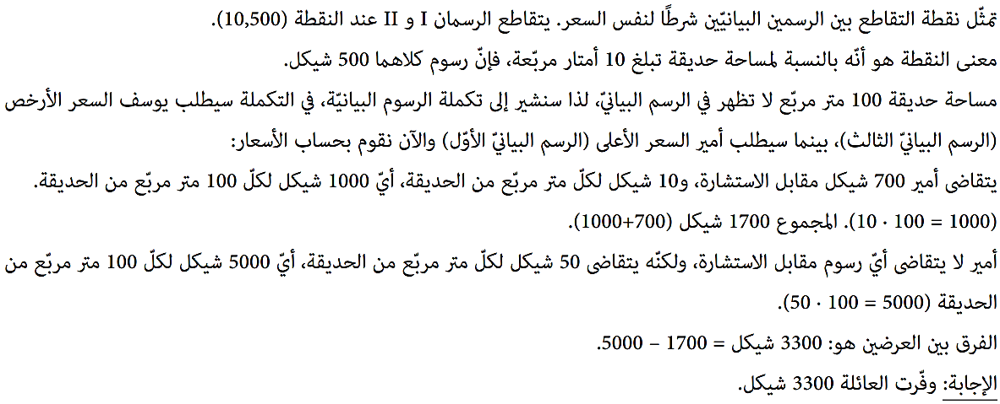 تمثّل نقطة التقاطع بين الرسمين البيانيّين شرطًا لنفس السعر. يتقاطع الرسمان I و II عند النقطة (10,500).
معنى النقطة هو أنّه بالنسبة لمساحة حديقة تبلغ 10 أمتار مربّعة، فإنّ رسوم كلاهما 500 شيكل.
مساحة حديقة 100 متر مربّع لا تظهر في الرسم البيانيّ، لذا سنشير إلى تكملة الرسوم البيانيّة، في التكملة سيطلب يوسف السعر الأرخص
(الرسم البيانيّ الثالث)، بينما سيطلب أمير السعر الأعلى (الرسم البيانيّ الأوّل) والآن نقوم بحساب الأسعار:
يتقاضى أمير 700 شيكل مقابل الاستشارة، و10 شيكل لكلّ متر مربّع من الحديقة، أيّ 1000 شيكل لكلّ 100 متر مربّع من الحديقة.
(10 · 100 = 1000). المجموع 1700 شيكل (700+1000).
أمير لا يتقاضى أيّ رسوم مقابل الاستشارة، ولكنّه يتقاضى 50 شيكل لكلّ متر مربّع من الحديقة، أيّ 5000 شيكل لكلّ 100 متر مربّع من
الحديقة (50 · 100 = 5000).
الفرق بين العرضين هو: 3300 شيكل = 1700 – 5000.
الإجابة: وفّرت العائلة 3300 شيكل.